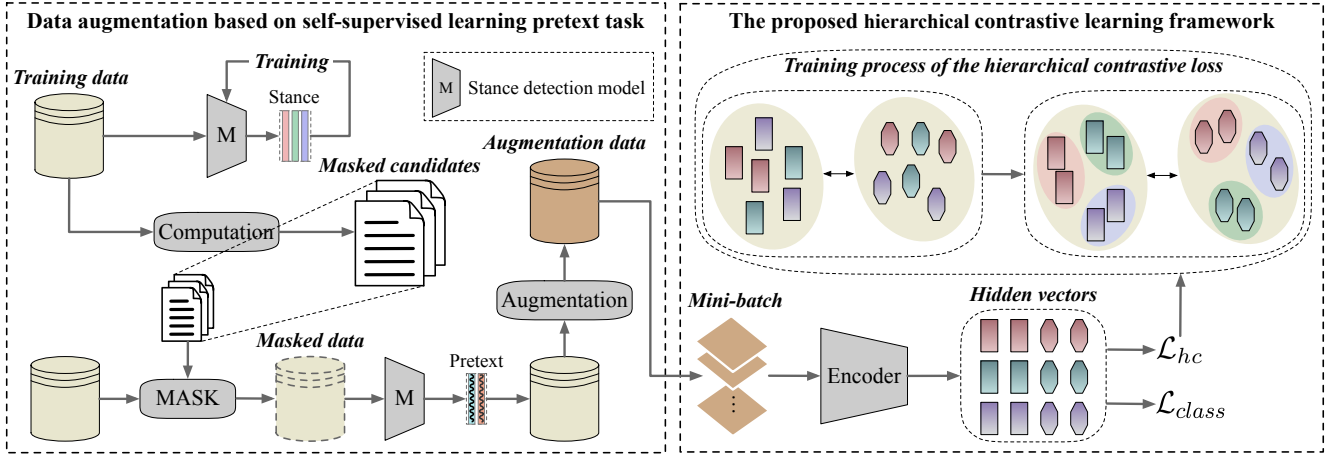 Data augmentation based on self-supervised learning pretext task
Training data
Training
Stance
M
M
Stance detection model
Masked candidates
Augmentation data
Computation
Augmentation
Masked data
Pretext
MASK
M
The proposed hierarchical contrastive learning framework
Training process of the hierarchical contrastive loss
Mini-batch
Hidden vectors
Encoder
⋮
ℒhc
ℒclass